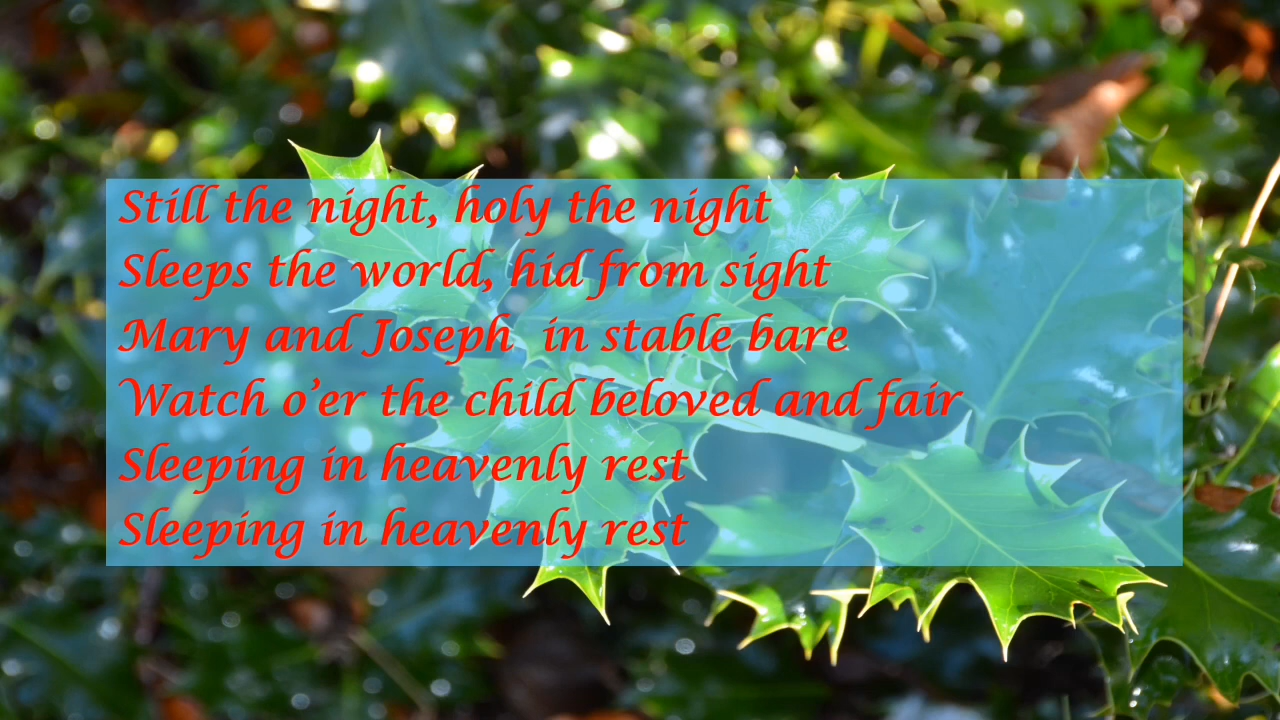 Still the night, holy the night
Sleeps the world, hid from sight
Mary and Joseph  in stable bare
Watch o’er the child beloved and fair
Sleeping in heavenly rest
Sleeping in heavenly rest